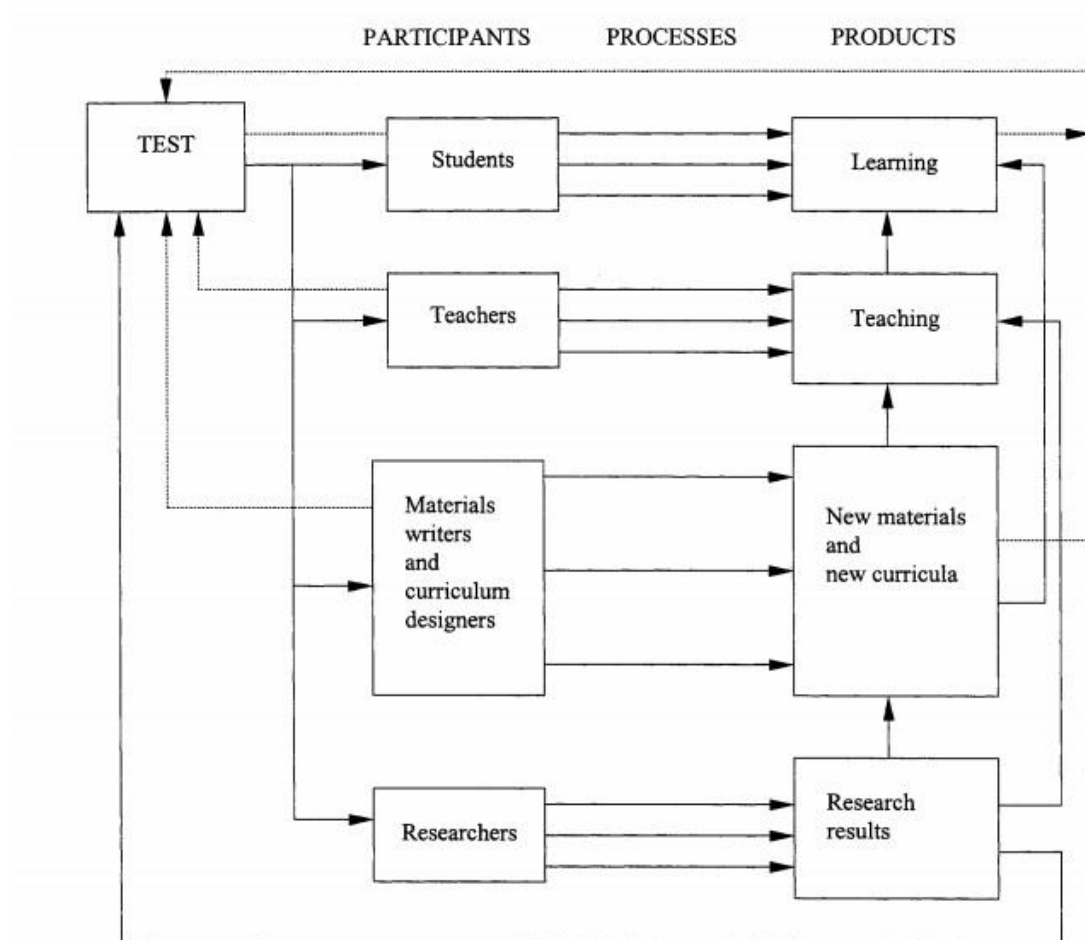 PARTICIPANTS PROCESSES PRODUCTS
TEST
Students
Learning
Teachers
Teaching
Materials
writers
and
curriculum
designers
New materials
and
new curricula
Researchers
Research
results